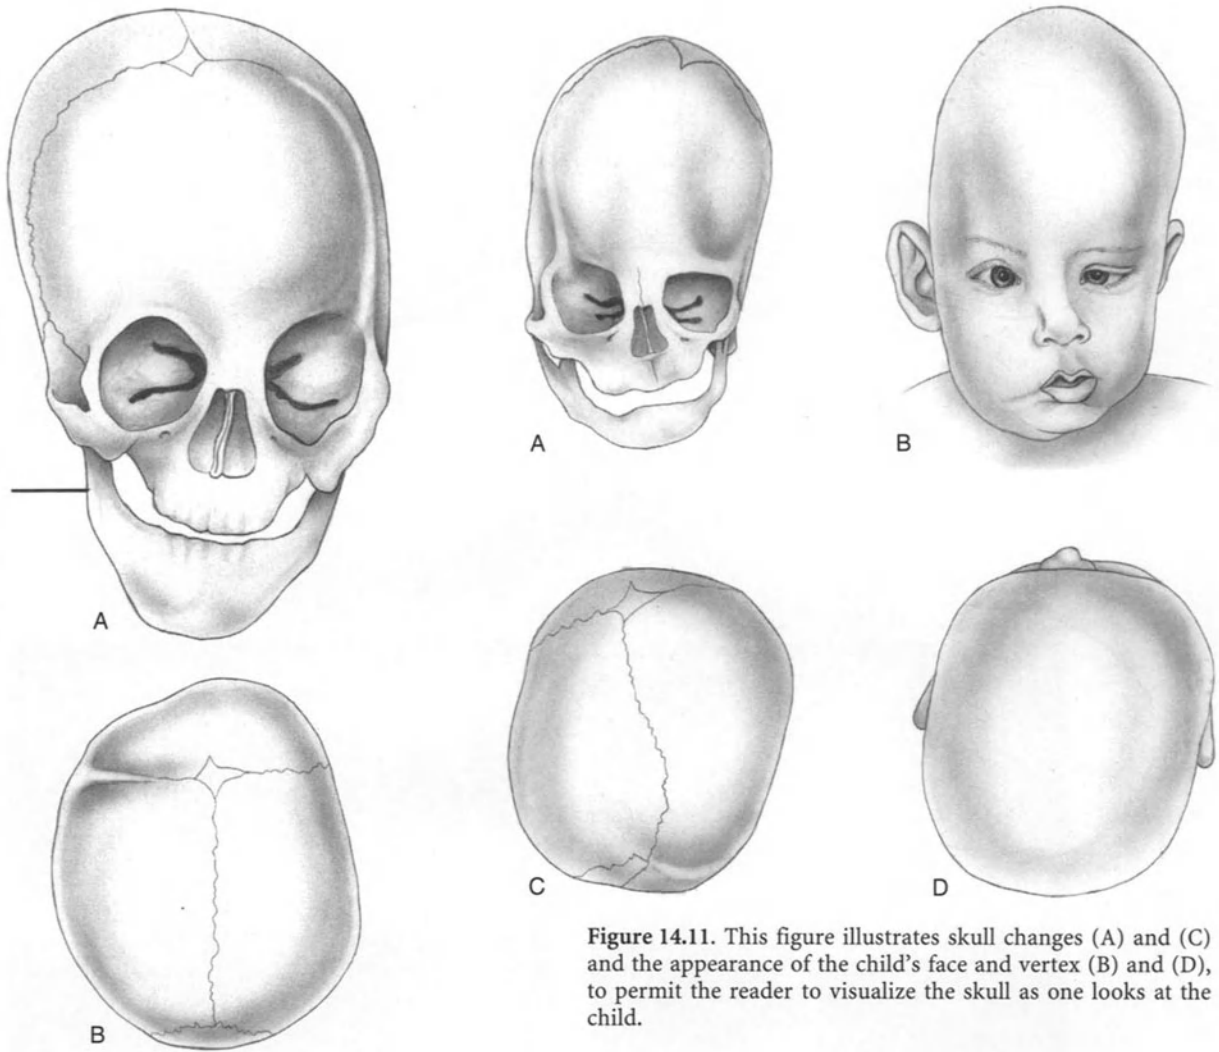 A
B
A
B
C
D
Figure 14.11. This figure illustrates skull changes (A) and (C)
and the appearance of the child's face and vertex (B) and (D),
to permit the reader to visualize the skull as one looks at the
child.